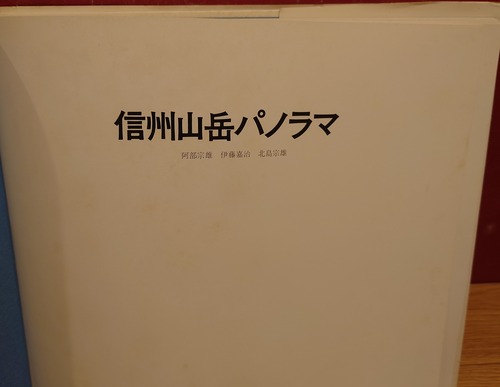 信州山岳パノラマ
阿部宗雄 伊藤嘉治 北島宗雄